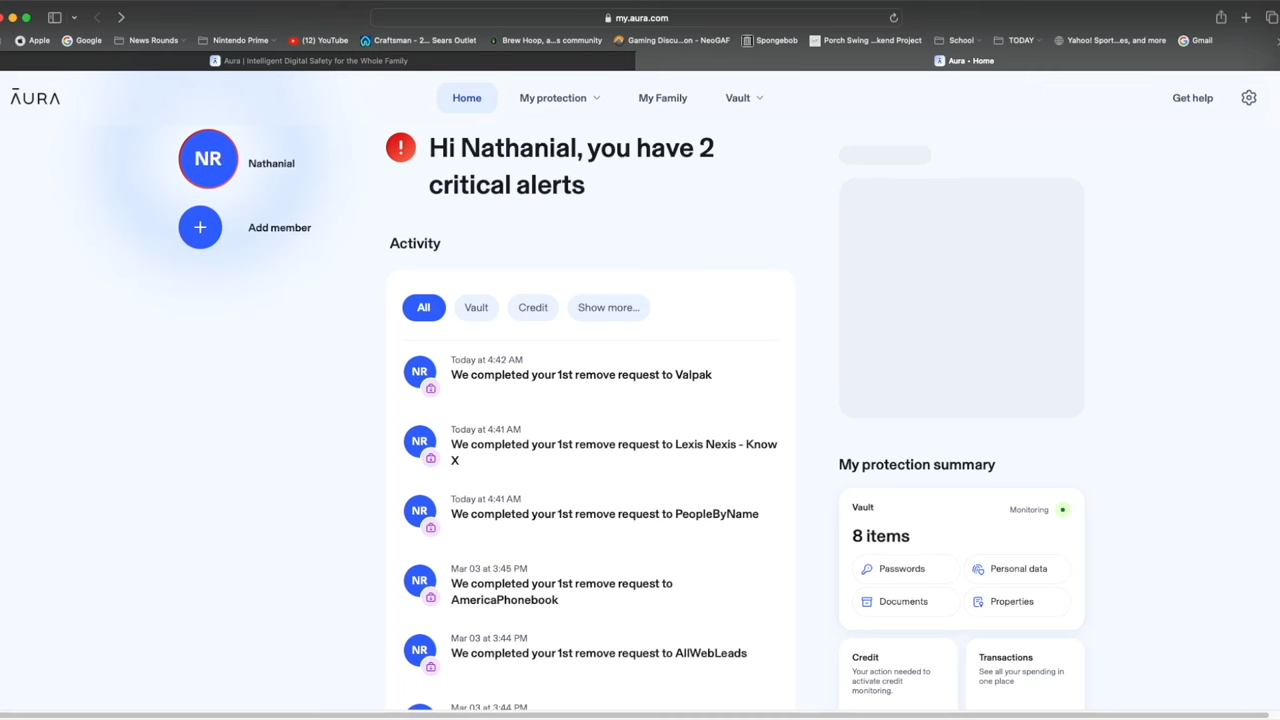 my.aura.com
Apple
Google
News Rounds
Nintendo Prime
(12) YouTube
Craftsman - 2... Sears Outlet
Brew Hoop, a...s community
Gaming Discu...on - NeoGAF
Spongebob
Porch Swing ...kend Project
School
TODAY
Yahoo! Sport...es, and more
Gmail
Aura | Intelligent Digital Safety for the Whole Family
Aura • Home
AURA
Home
My protection
My Family
Vault
Get help
NR
Nathanial
+
Add member
!
Hi Nathanial, you have 2
critical alerts
Activity
All
Vault
Credit
Show more...
NR
Today at 4:42 AM
We completed your 1st remove request to Valpak
NR
Today at 4:41 AM
We completed your 1st remove request to Lexis Nexis - Know
X
NR
Today at 4:41 AM
We completed your 1st remove request to PeopleByName
NR
Mar 03 at 3:45 PM
We completed your 1st remove request to
AmericaPhonebook
NR
Mar 03 at 3:44 PM
We completed your 1st remove request to AllWebLeads
Mar 03 at 3:44 PM
My protection summary
Vault
Monitoring
8 items
Passwords
Personal data
Documents
Properties
Credit
Your action needed to
activate credit
monitoring.
Transactions
See all your spending in
one place